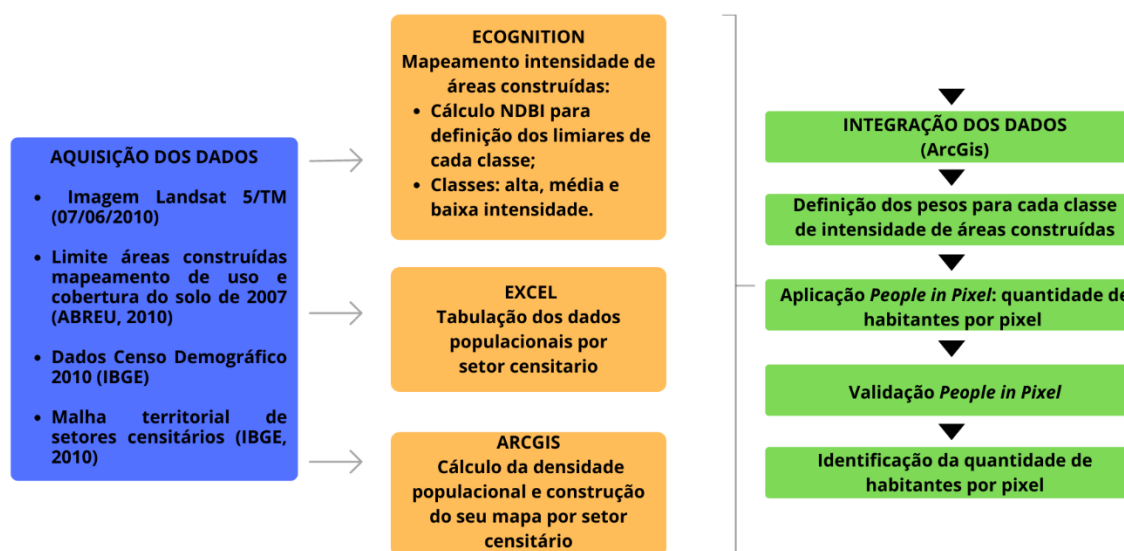 AQUISIÇÃO DOS DADOS
• Imagem Landsat 5/TM
(07/06/2010)
• Limite áreas construídas
mapeamento de uso e
cobertura do solo de 2007
(ABREU, 2010)
• Dados Censo Demográfico
2010 (IBGE)
• Malha territorial de
setores censitários (IBGE,
2010)
ECOGNITION
Mapeamento intensidade de
áreas construídas:
• Cálculo NDBI para
definição dos limiares de
cada classe;
• Classes: alta, média e
baixa intensidade.
EXCEL
Tabulação dos dados
populacionais por
setor censitario
ARCGIS
Cálculo da densidade
populacional e construção
do seu mapa por setor
censitário
INTEGRAÇÃO DOS DADOS
(ArcGis)
Definição dos pesos para cada classe
de intensidade de áreas construídas
Aplicação People in Pixel: quantidade de
habitantes por pixel
Validação People in Pixel
Identificação da quantidade de
habitantes por pixel